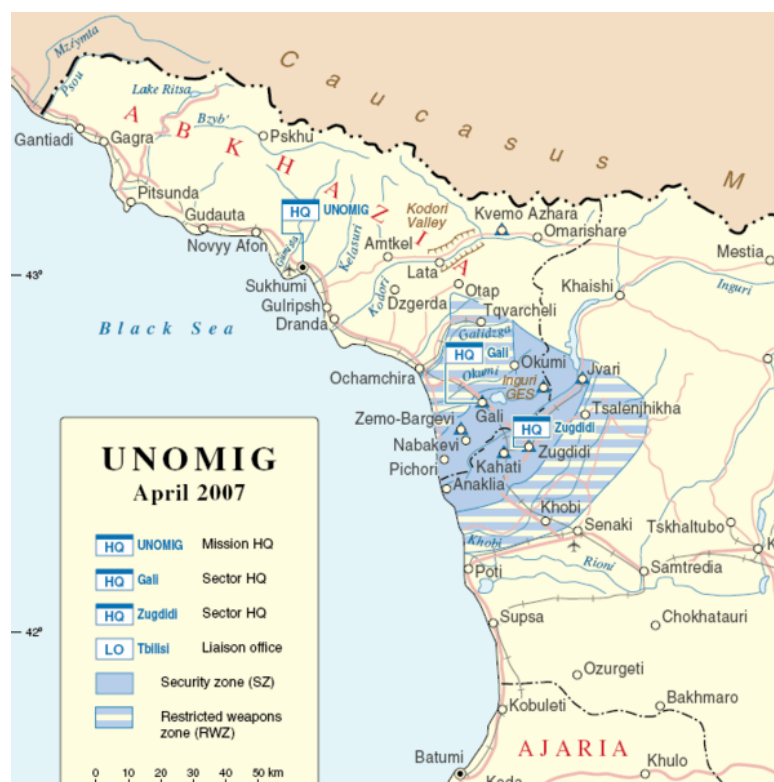 Mzeymta
Psou
Caucasus M
Lake Ritsa
Bzyb'
ABKHAZIA
Gantiadi
Gagra
Pskhu
Pitsunda
HQ UNOMIG
Kodori
Valley
Kvemo Azhara
Gudauta
Omarishare
Novyy Afon
Gumista
Kelasuri
Amtkel
Mestia
43°
Lata
Sukhumi
Kodori
Otap
Khaishi
Inguri
Gulripsh
Dzgerda
Dranda
Tqvarcheli
Black Sea
Galidzga
HQ Gali
Okumi
Okumi
Jvari
Ochamchira
Inguri
GES
Gali
Tsalenjhikha
Zemo-Bargevi
HQ Zugdidi
Nabakevi
Zugdidi
Pichori
Kahati
Anaklia
Khobi
Senaki
Tskhaltubo
K
Khobi
Rioni
Poti
Samtredia
Supsa
Chokhatauri
42°
Ozurgeti
Bakhmaro
Kobuleti
AJARIA
Batumi
Khulo
Keda
UNOMIG
April 2007
HQ UNOMIG Mission HQ
HQ Gali Sector HQ
HQ Zugdidi Sector HQ
LO Tbilisi Liaison office
Security zone (SZ)
Restricted weapons
zone (RWZ)
0 10 20 30 40 50 km